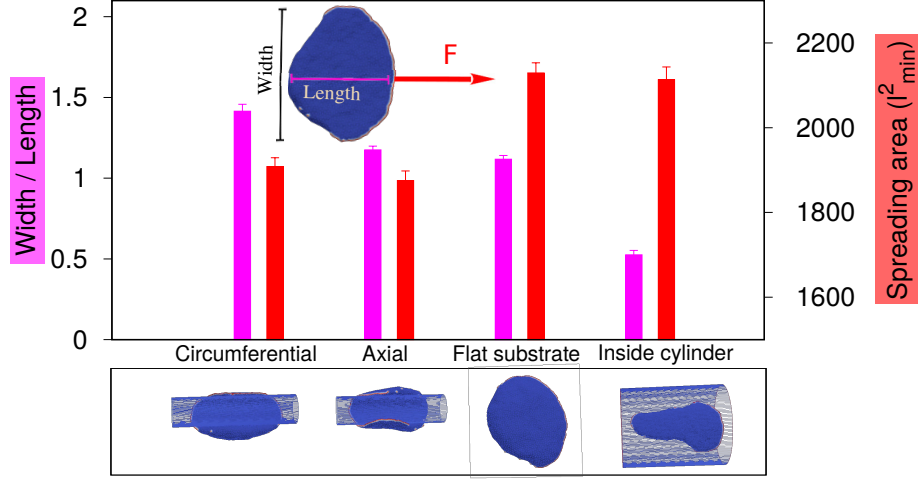 2
1.5
1
0.5
0
Width / Length
Width
Length
F
2200
2000
1800
1600
Spreading area (l²min)
Circumferential
Axial
Flat substrate
Inside cylinder